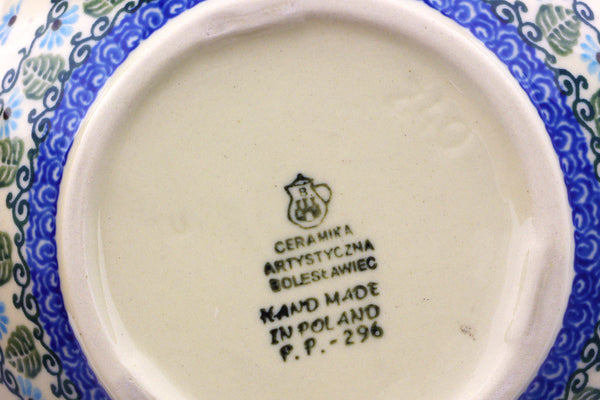 B
CERAMIKA
ARTYSTYCZNA
BOLESŁAWIEC
HAND MADE
IN POLAND
P.P.-296